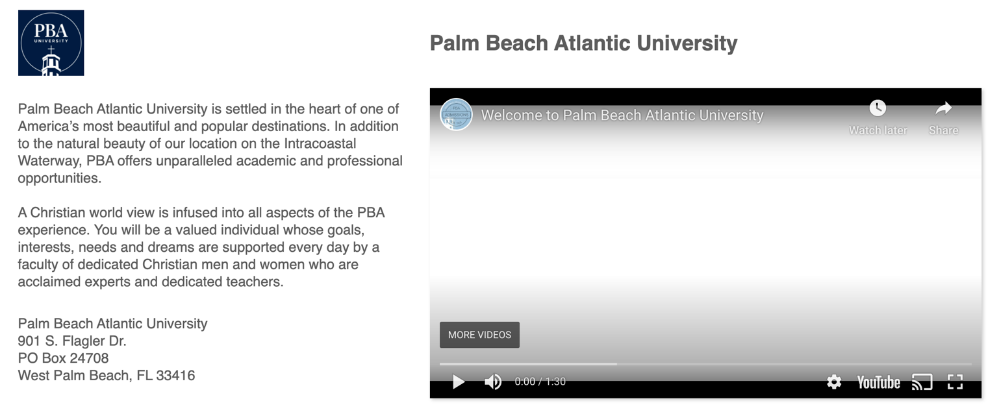 PBA
UNIVERSITY
Palm Beach Atlantic University
Palm Beach Atlantic University is settled in the heart of one of
America’s most beautiful and popular destinations. In addition
to the natural beauty of our location on the Intracoastal
Waterway, PBA offers unparalleled academic and professional
opportunities.
A Christian world view is infused into all aspects of the PBA
experience. You will be a valued individual whose goals,
interests, needs and dreams are supported every day by a
faculty of dedicated Christian men and women who are
acclaimed experts and dedicated teachers.
Palm Beach Atlantic University
901 S. Flagler Dr.
PO Box 24708
West Palm Beach, FL 33416
PBA
ADMISSIONS
Welcome to Palm Beach Atlantic University
Watch later
Share
MORE VIDEOS
0:00 / 1:30
YouTube